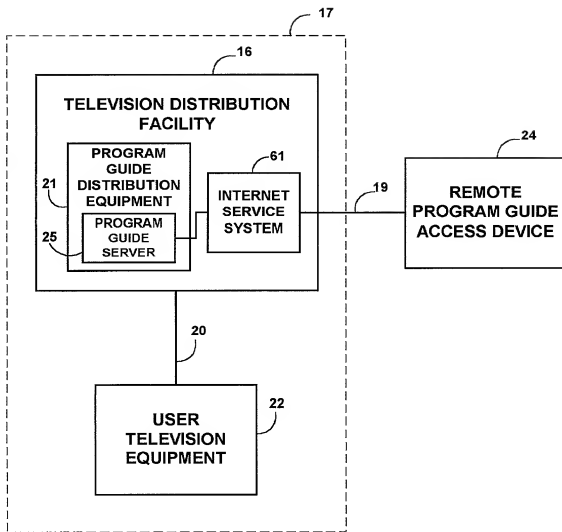 17
16
TELEVISION DISTRIBUTION
FACILITY
PROGRAM
GUIDE
DISTRIBUTION
EQUIPMENT
21
PROGRAM
GUIDE
SERVER
25
61
INTERNET
SERVICE
SYSTEM
19
24
REMOTE
PROGRAM GUIDE
ACCESS DEVICE
20
22
USER
TELEVISION
EQUIPMENT